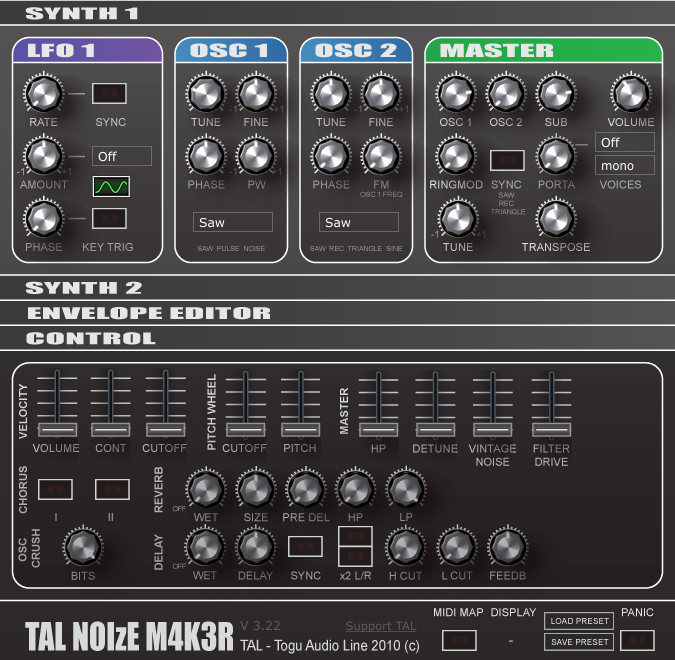 SYNTH 1
LFO 1 OSC 1 OSC 2 MASTER
RATE SYNC TUNE -1 FINE +1 TUNE -1 FINE +1 OSC 1 OSC 2 SUB VOLUME
-1 AMOUNT +1 Off PHASE PW PHASE FM RINGMOD SYNC PORTA Off
OSC 1 FREQ
SAW
REC
TRIANGLE
mono
VOICES
PHASE KEY TRIG Saw Saw -1 TUNE +1 TRANSPOSE
SAW PULSE NOISE SAW REC TRIANGLE SINE
SYNTH 2
ENVELOPE EDITOR
CONTROL
VELOCITY VOLUME CONT CUTOFF PITCH WHEEL CUTOFF PITCH MASTER HP DETUNE VINTAGE NOISE FILTER DRIVE
CHORUS I II REVERB OFF WET SIZE PRE DEL HP LP
OSC CRUSH BITS DELAY OFF WET DELAY SYNC x2 L/R H CUT L CUT FEEDB
TAL NOIzE M4K3R V 3.22 Support TAL
TAL - Togu Audio Line 2010 (c)
MIDI MAP DISPLAY - LOAD PRESET SAVE PRESET PANIC